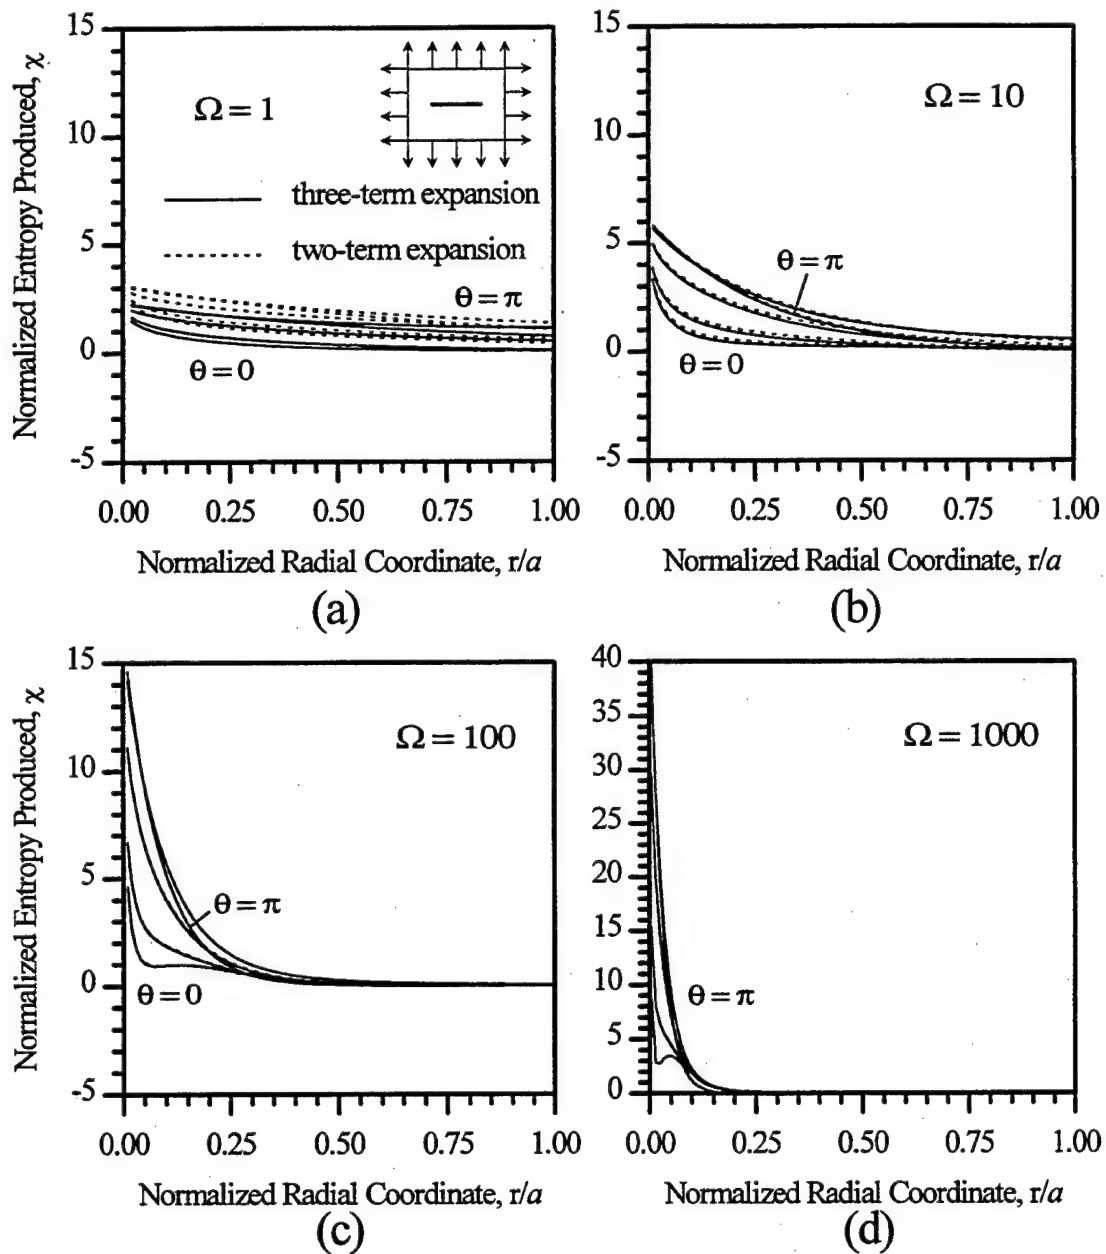 15
10
5
0
-5
Normalized Entropy Produced, χ
Ω = 1
three-term expansion
two-term expansion
θ = π
θ = 0
0.00 0.25 0.50 0.75 1.00
Normalized Radial Coordinate, r/a
(a)
15
10
5
0
-5
Ω = 10
θ = π
θ = 0
0.00 0.25 0.50 0.75 1.00
Normalized Radial Coordinate, r/a
(b)
15
10
5
0
-5
Normalized Entropy Produced, χ
Ω = 100
θ = π
θ = 0
0.00 0.25 0.50 0.75 1.00
Normalized Radial Coordinate, r/a
(c)
40
35
30
25
20
15
10
5
0
Ω = 1000
θ = π
0.00 0.25 0.50 0.75 1.00
Normalized Radial Coordinate, r/a
(d)